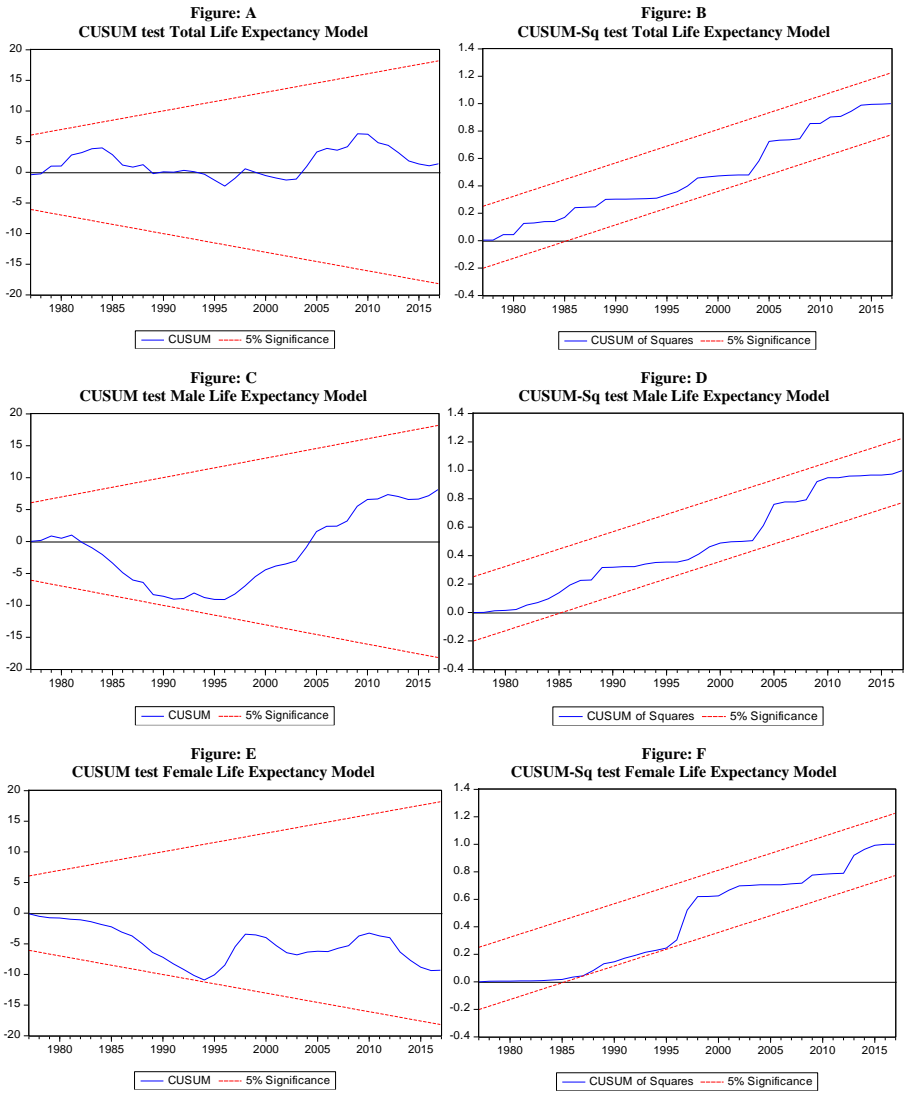 Figure: A
CUSUM test Total Life Expectancy Model
20
15
10
5
0
-5
-10
-15
-20
1980 1985 1990 1995 2000 2005 2010 2015
CUSUM 5% Significance
Figure: B
CUSUM-Sq test Total Life Expectancy Model
1.4
1.2
1.0
0.8
0.6
0.4
0.2
0.0
-0.2
-0.4
1980 1985 1990 1995 2000 2005 2010 2015
CUSUM of Squares 5% Significance
Figure: C
CUSUM test Male Life Expectancy Model
20
15
10
5
0
-5
-10
-15
-20
1980 1985 1990 1995 2000 2005 2010 2015
CUSUM 5% Significance
Figure: D
CUSUM-Sq test Male Life Expectancy Model
1.4
1.2
1.0
0.8
0.6
0.4
0.2
0.0
-0.2
-0.4
1980 1985 1990 1995 2000 2005 2010 2015
CUSUM of Squares 5% Significance
Figure: E
CUSUM test Female Life Expectancy Model
20
15
10
5
0
-5
-10
-15
-20
1980 1985 1990 1995 2000 2005 2010 2015
CUSUM 5% Significance
Figure: F
CUSUM-Sq test Female Life Expectancy Model
1.4
1.2
1.0
0.8
0.6
0.4
0.2
0.0
-0.2
-0.4
1980 1985 1990 1995 2000 2005 2010 2015
CUSUM of Squares 5% Significance